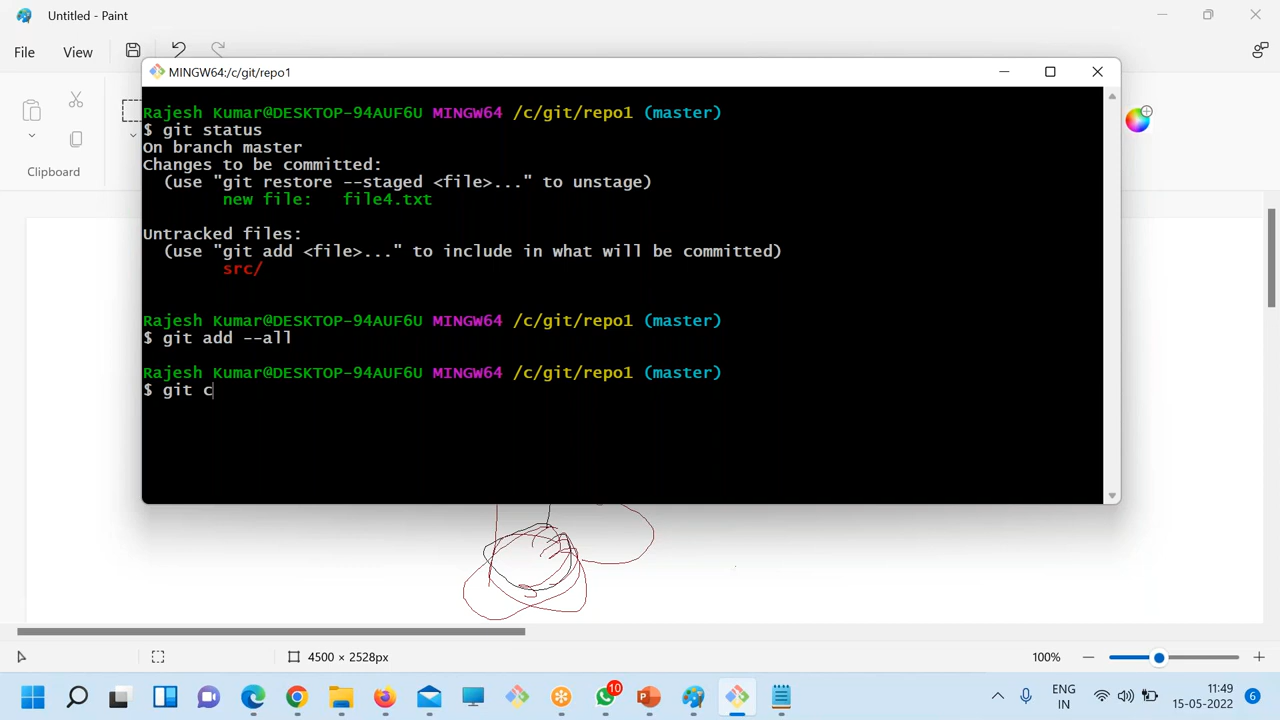 Untitled - Paint
File View
MINGW64:/c/git/repo1
Rajesh Kumar@DESKTOP-94AUF6U MINGW64 /c/git/repo1 (master)
$ git status
On branch master
Changes to be committed:
(use "git restore --staged <file>..." to unstage)
new file: file4.txt
Untracked files:
(use "git add <file>..." to include in what will be committed)
src/
Rajesh Kumar@DESKTOP-94AUF6U MINGW64 /c/git/repo1 (master)
$ git add --all
Rajesh Kumar@DESKTOP-94AUF6U MINGW64 /c/git/repo1 (master)
$ git c
Clipboard
4500 × 2528px
100%
10
ENG
IN
11:49
15-05-2022
6